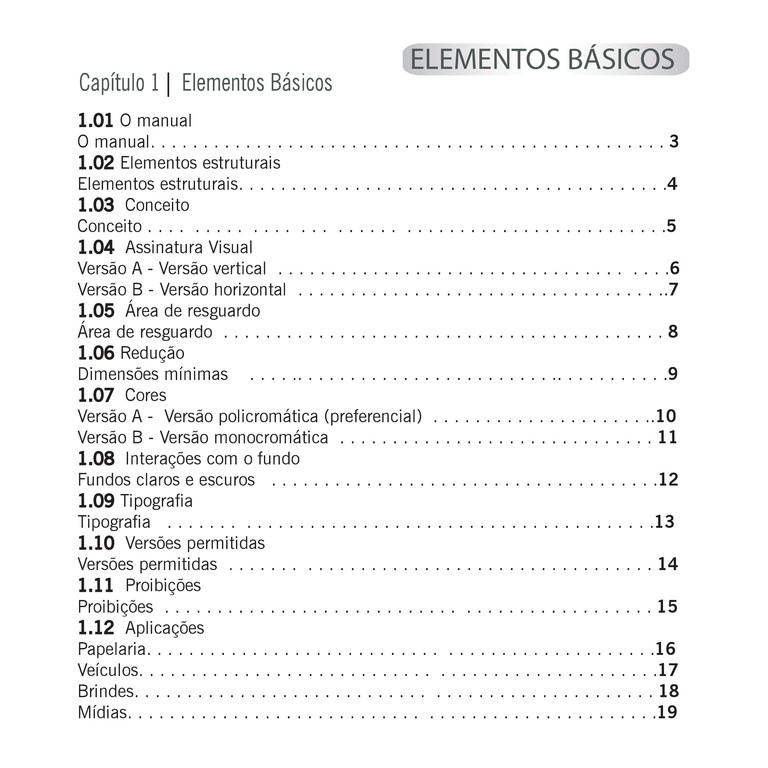 ELEMENTOS BÁSICOS
Capítulo 1 | Elementos Básicos
1.01 O manual
O manual. . . . . . . . . . . . . . . . . . . . . . . . . . . . . . . . . . . . . . . . . . . . . . . . . 3
1.02 Elementos estruturais
Elementos estruturais. . . . . . . . . . . . . . . . . . . . . . . . . . . . . . . . . . . . . . . . .4
1.03 Conceito
Conceito . . . . . . . . . . . . . . . . . . . . . . . . . . . . . . . . . . . . . . . . . . . . . . . .5
1.04 Assinatura Visual
Versão A - Versão vertical . . . . . . . . . . . . . . . . . . . . . . . . . . . . . . . . . . . . .6
Versão B - Versão horizontal . . . . . . . . . . . . . . . . . . . . . . . . . . . . . . . . . . ..7
1.05 Área de resguardo
Área de resguardo . . . . . . . . . . . . . . . . . . . . . . . . . . . . . . . . . . . . . . . . . . 8
1.06 Redução
Dimensões mínimas . . . . .. . . . . . . . . . . . . . . . . . . . . . . . .. . . . . . . . . . .9
1.07 Cores
Versão A - Versão policromática (preferencial) . . . . . . . . . . . . . . . . . . . . ..10
Versão B - Versão monocromática . . . . . . . . . . . . . . . . . . . . . . . . . . . . . . 11
1.08 Interações com o fundo
Fundos claros e escuros . . . . . . . . . . . . . . . . . . . . . . . . . . . . . . . . . . . . .12
1.09 Tipografia
Tipografia . . . . . . . . . . . . . . . . . . . . . . . . . . . . . . . . . . . . . . . . . . . . . .13
1.10 Versões permitidas
Versões permitidas . . . . . . . . . . . . . . . . . . . . . . . . . . . . . . . . . . . . . . . . 14
1.11 Proibições
Proibições . . . . . . . . . . . . . . . . . . . . . . . . . . . . . . . . . . . . . . . . . . . . . . 15
1.12 Aplicações
Papelaria. . . . . . . . . . . . . . . . . . . . . . . . . . . . . . . . . . . . . . . . . . . . . . . .16
Veículos. . . . . . . . . . . . . . . . . . . . . . . . . . . . . . . . . . . . . . . . . . . . . . . . .17
Brindes. . . . . . . . . . . . . . . . . . . . . . . . . . . . . . . . . . . . . . . . . . . . . . . . . 18
Mídias. . . . . . . . . . . . . . . . . . . . . . . . . . . . . . . . . . . . . . . . . . . . . . . . . .19